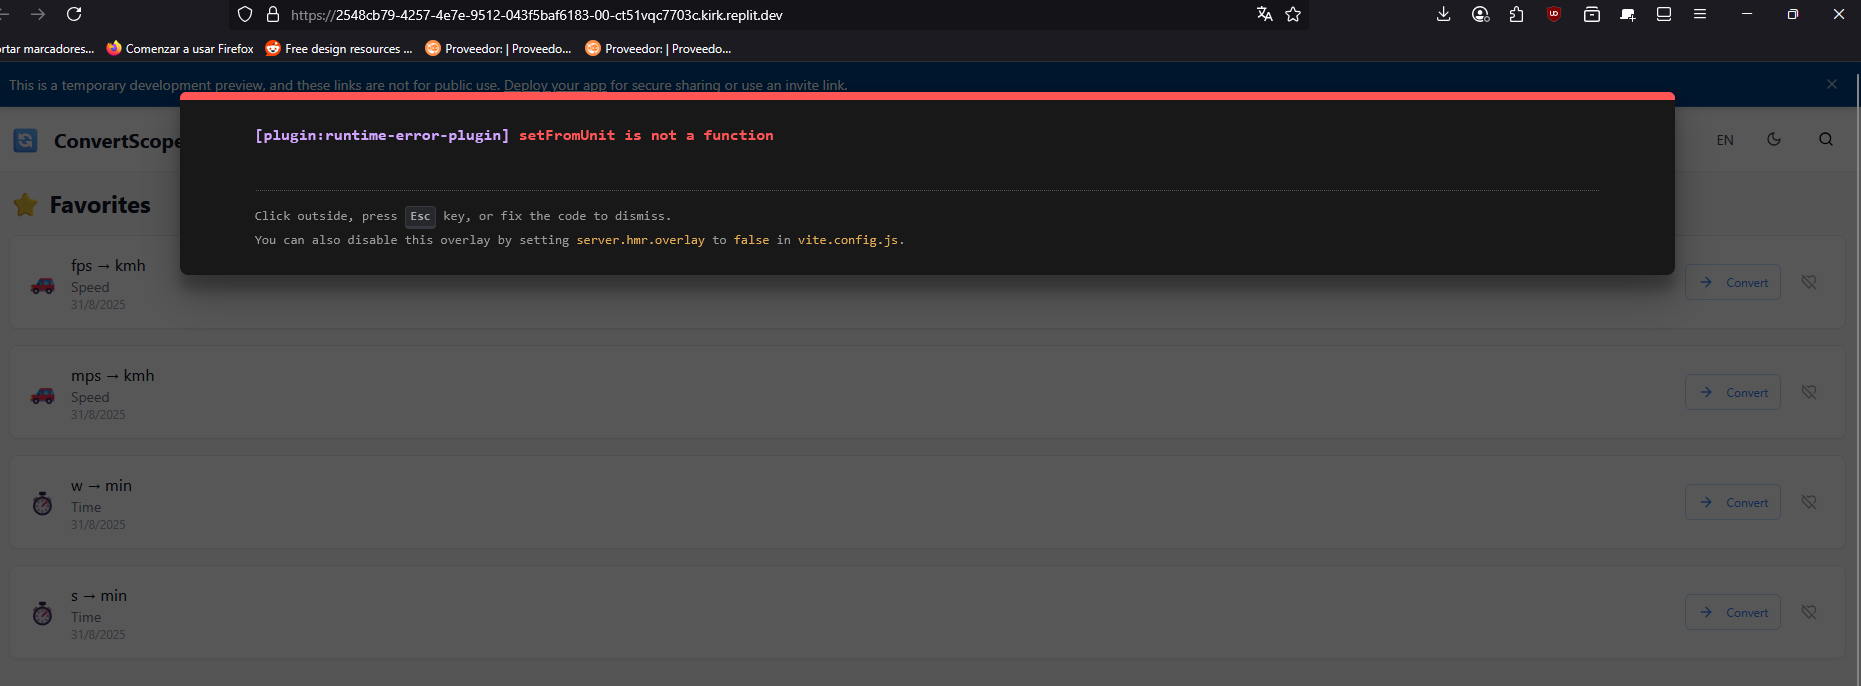 https://2548cb79-4257-4e7e-9512-043f5baf6183-00-ct51vqc7703c.kirk.replit.dev
ortar marcadores... Comenzar a usar Firefox Free design resources ... Proveedor: | Proveedo... Proveedor: | Proveedo...
This is a temporary development preview, and these links are not for public use. Deploy your app for secure sharing or use an invite link.
[plugin:runtime-error-plugin] setFromUnit is not a function
ConvertScope
EN
Favorites
Click outside, press Esc key, or fix the code to dismiss.
You can also disable this overlay by setting server.hmr.overlay to false in vite.config.js.
fps → kmh
Speed
31/8/2025
Convert
mps → kmh
Speed
31/8/2025
Convert
w → min
Time
31/8/2025
Convert
s → min
Time
31/8/2025
Convert